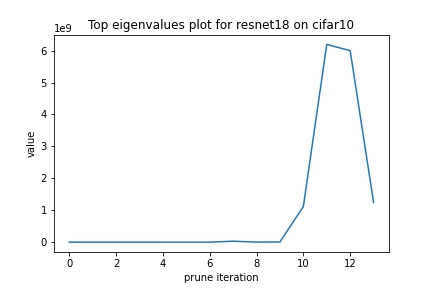 Top eigenvalues plot for resnet18 on cifar10
1e9
6
5
4
3
2
1
0
value
0 2 4 6 8 10 12
prune iteration